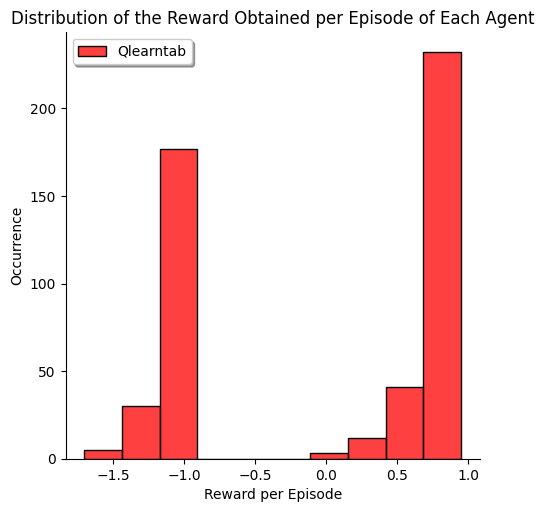 Distribution of the Reward Obtained per Episode of Each Agent
Qlearntab
200
150
100
50
0
Occurrence
−1.5
−1.0
−0.5
0.0
0.5
1.0
Reward per Episode